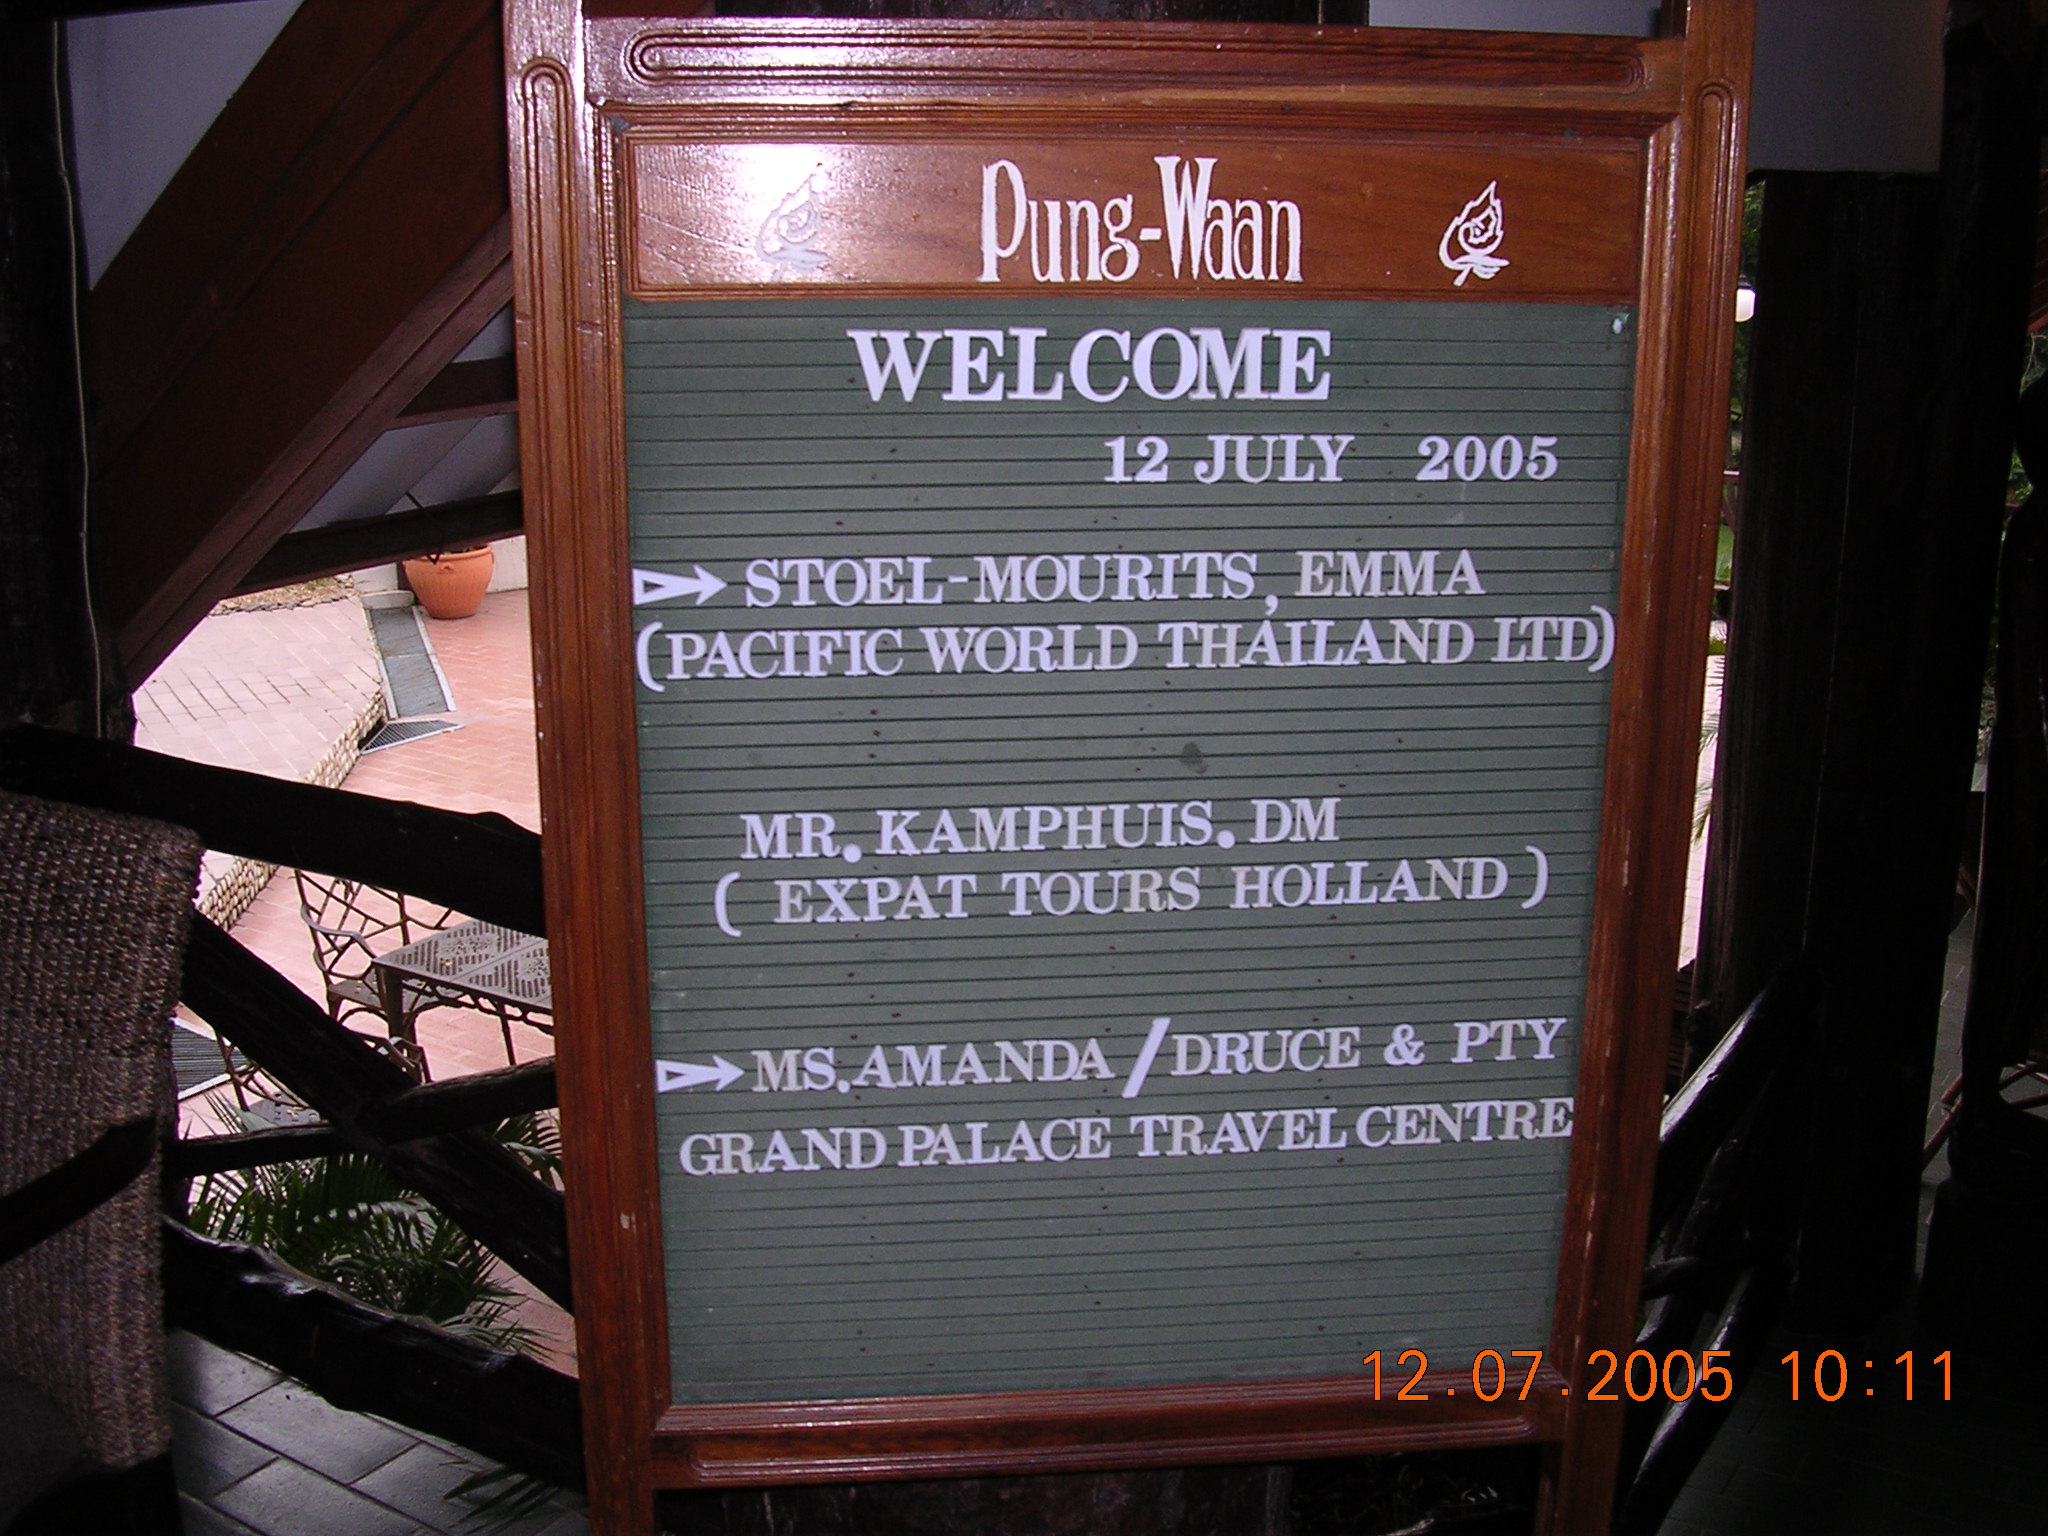 Pung-Waan
WELCOME
12 JULY 2005
STOEL-MOURITS, EMMA
(PACIFIC WORLD THAILAND LTD)
MR. KAMPHUIS. DM
( EXPAT TOURS HOLLAND )
MS. AMANDA / DRUCE & PTY
GRAND PALACE TRAVEL CENTRE
12.07.2005 10:11